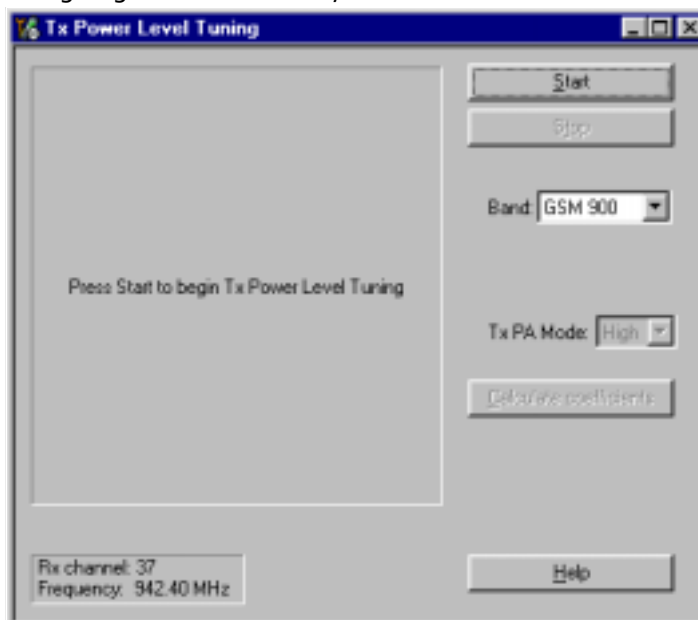 Tx Power Level Tuning
Start
Stop
Band: GSM 900
Press Start to begin Tx Power Level Tuning
Tx PA Mode: High
Calculate coefficients
Rx channel: 37
Frequency: 942.40 MHz
Help